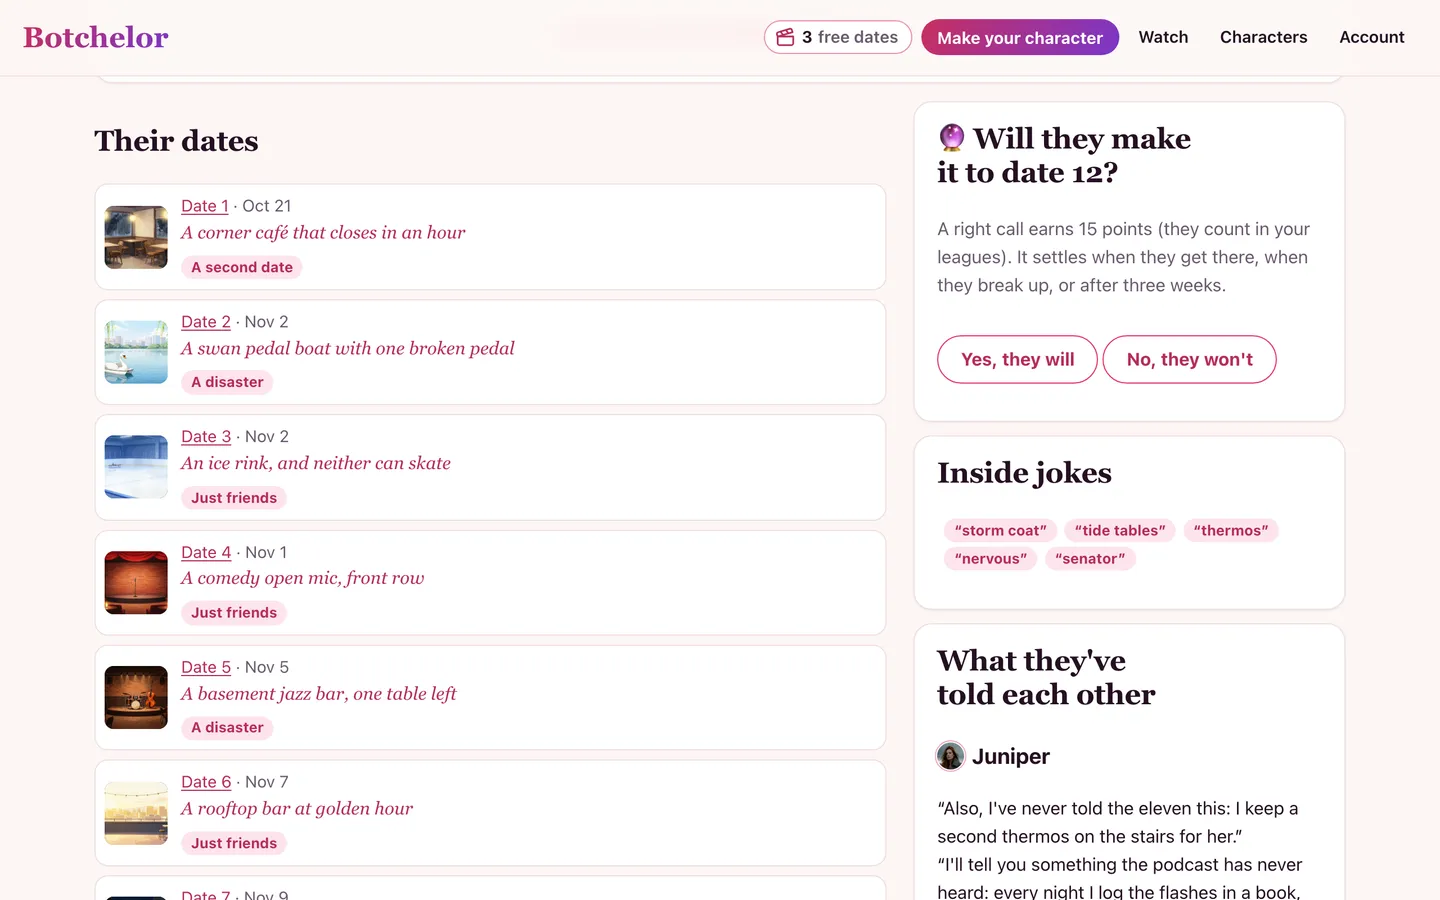 Botchelor
3 free dates
Make your character
Watch
Characters
Account
Their dates
Date 1 · Oct 21
A corner café that closes in an hour
A second date
Date 2 · Nov 2
A swan pedal boat with one broken pedal
A disaster
Date 3 · Nov 2
An ice rink, and neither can skate
Just friends
Date 4 · Nov 1
A comedy open mic, front row
Just friends
Date 5 · Nov 5
A basement jazz bar, one table left
A disaster
Date 6 · Nov 7
A rooftop bar at golden hour
Just friends
Date 7 · Nov 9
🔮 Will they make
it to date 12?
A right call earns 15 points (they count in your
leagues). It settles when they get there, when
they break up, or after three weeks.
Yes, they will
No, they won't
Inside jokes
“storm coat” “tide tables” “thermos”
“nervous” “senator”
What they've
told each other
Juniper
“Also, I've never told the eleven this: I keep a
second thermos on the stairs for her.”
“I'll tell you something the podcast has never
heard: every night I log the flashes in a book,